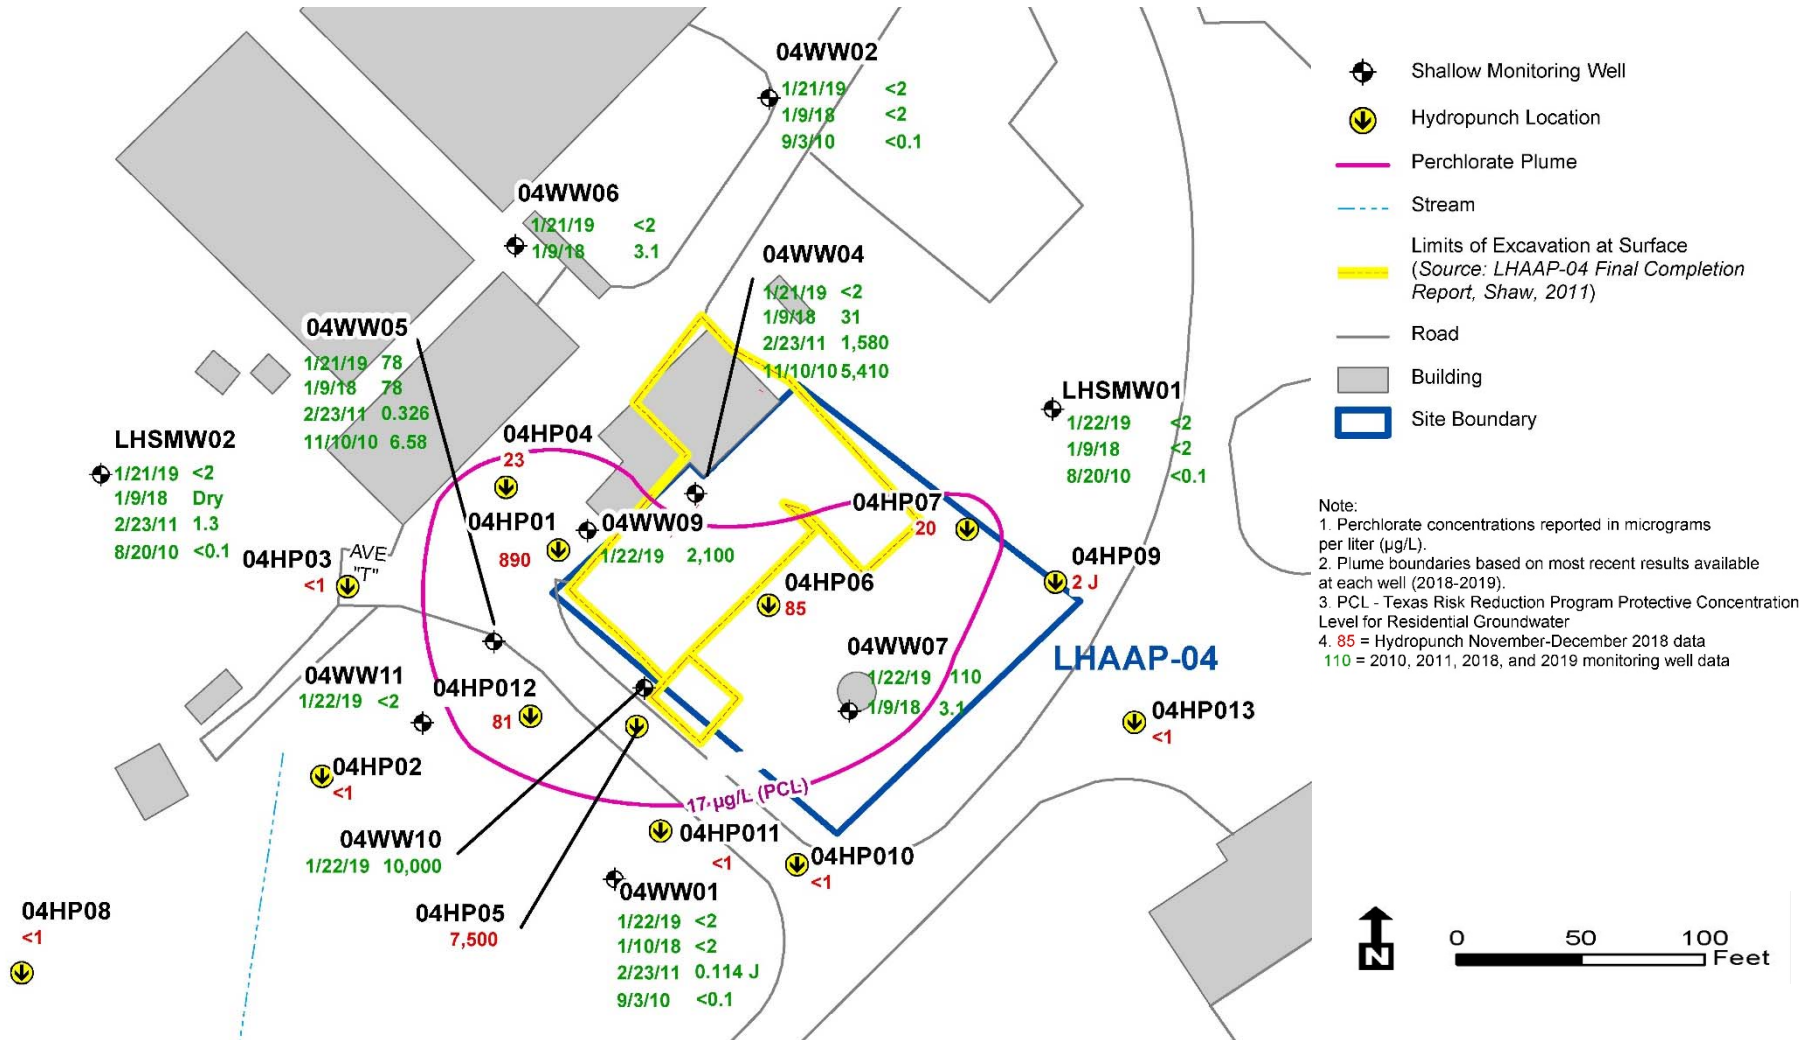 04WW02
1/21/19 <2
1/9/18 <2
9/3/10 <0.1
04WW06
1/21/19 <2
1/9/18 3.1
04WW04
1/21/19 <2
1/9/18 31
2/23/11 1,580
11/10/10 5,410
04WW05
1/21/19 78
1/9/18 78
2/23/11 0.326
11/10/10 6.58
LHSMW01
1/22/19 <2
1/9/18 <2
8/20/10 <0.1
LHSMW02
1/21/19 <2
1/9/18 Dry
2/23/11 1.3
8/20/10 <0.1
04HP04
23
04HP01
890
04WW09
1/22/19 2,100
04HP07
20
04HP03
<1
AVE
"T"
04HP06
85
04HP09
2 J
04WW07
1/22/19 110
1/9/18 3.1
LHAAP-04
04WW11
1/22/19 <2
04HP012
81
04HP013
<1
04HP02
<1
17 µg/L (PCL)
04WW10
1/22/19 10,000
04HP011
<1
04HP010
<1
04HP05
7,500
04WW01
1/22/19 <2
1/10/18 <2
2/23/11 0.114 J
9/3/10 <0.1
04HP08
<1
Shallow Monitoring Well
Hydropunch Location
Perchlorate Plume
Stream
Limits of Excavation at Surface
(Source: LHAAP-04 Final Completion
Report, Shaw, 2011)
Road
Building
Site Boundary
Note:
1. Perchlorate concentrations reported in micrograms
per liter (µg/L).
2. Plume boundaries based on most recent results available
at each well (2018-2019).
3. PCL - Texas Risk Reduction Program Protective Concentration
Level for Residential Groundwater
4. 85 = Hydropunch November-December 2018 data
110 = 2010, 2011, 2018, and 2019 monitoring well data
N
0 50 100
Feet